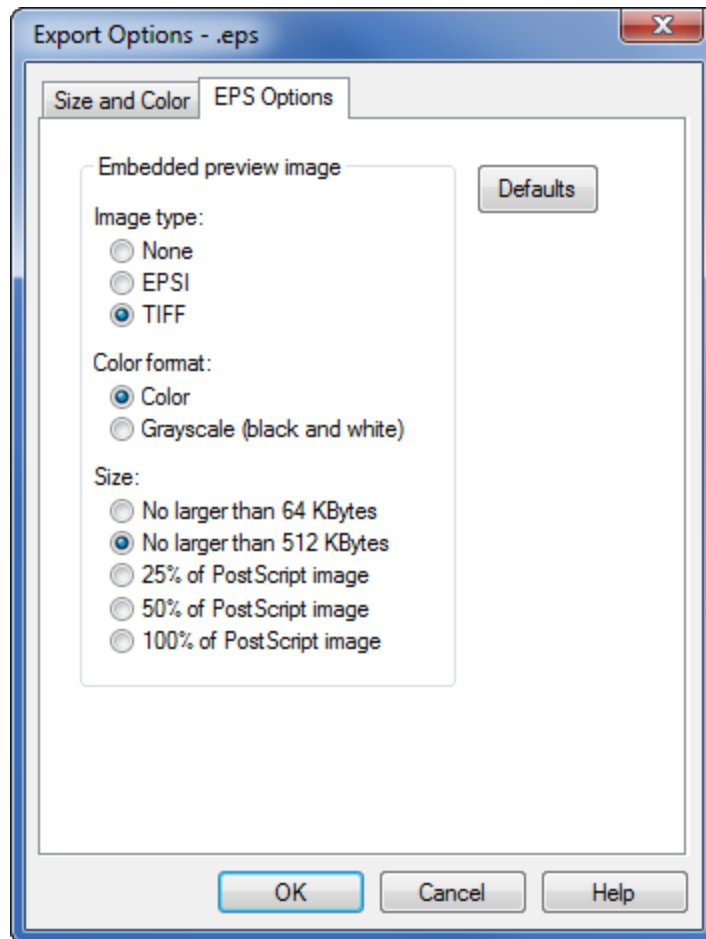 Export Options - .eps
Size and Color
EPS Options
Embedded preview image
Defaults
Image type:
None
EPSI
TIFF
Color format:
Color
Grayscale (black and white)
Size:
No larger than 64 KBytes
No larger than 512 KBytes
25% of PostScript image
50% of PostScript image
100% of PostScript image
OK
Cancel
Help